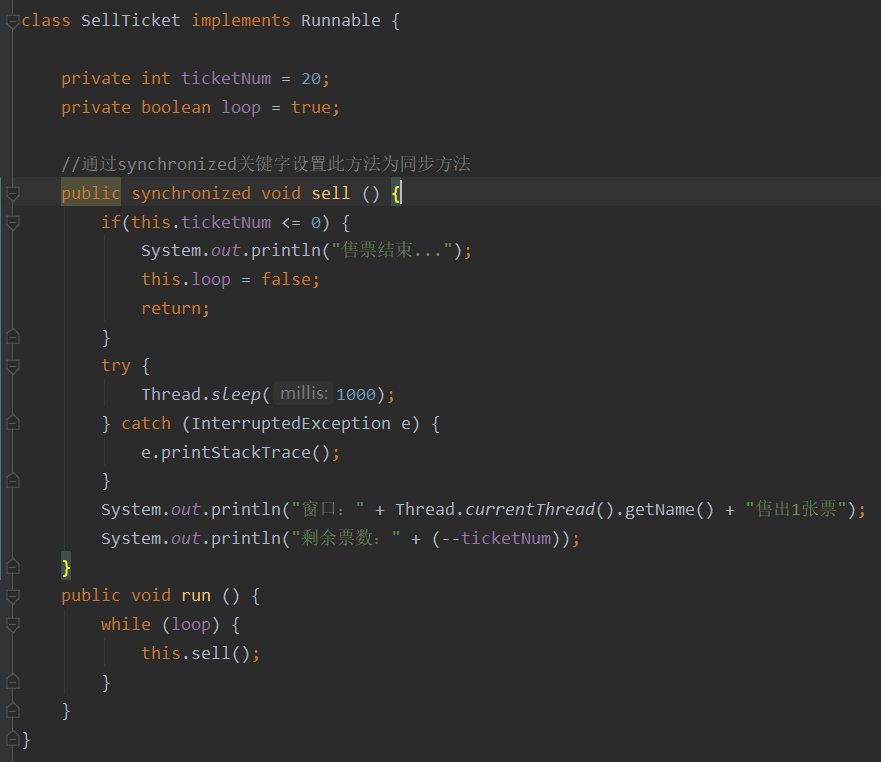 class SellTicket implements Runnable {
private int ticketNum = 20;
private boolean loop = true;
//通过synchronized关键字设置此方法为同步方法
public synchronized void sell () {
if(this.ticketNum <= 0) {
System.out.println("售票结束...");
this.loop = false;
return;
}
try {
Thread.sleep( millis: 1000);
} catch (InterruptedException e) {
e.printStackTrace();
}
System.out.println("窗口：" + Thread.currentThread().getName() + "售出1张票");
System.out.println("剩余票数：" + (--ticketNum));
}
public void run () {
while (loop) {
this.sell();
}
}
}